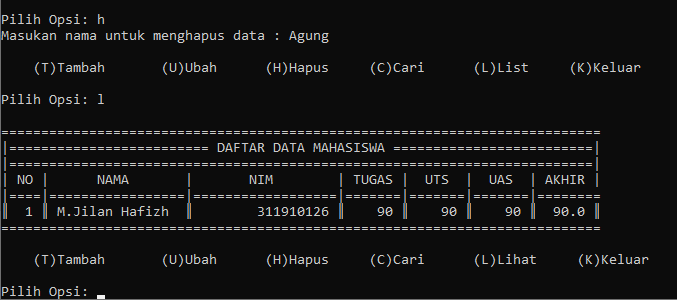 Pilih Opsi: h
Masukan nama untuk menghapus data : Agung
(T)Tambah (U)Ubah (H)Hapus (C)Cari (L)List (K)Keluar
Pilih Opsi: l
===========================================================================
|========================= DAFTAR DATA MAHASISWA =========================|
|=========================================================================|
| NO | NAMA | NIM | TUGAS | UTS | UAS | AKHIR |
|====|=================|==================|=======|=======|=======|=======
║ 1 ║ M.Jilan Hafizh ║ 311910126 ║ 90 ║ 90 ║ 90 ║ 90.0 ║
===========================================================================
(T)Tambah (U)Ubah (H)Hapus (C)Cari (L)Lihat (K)Keluar
Pilih Opsi: